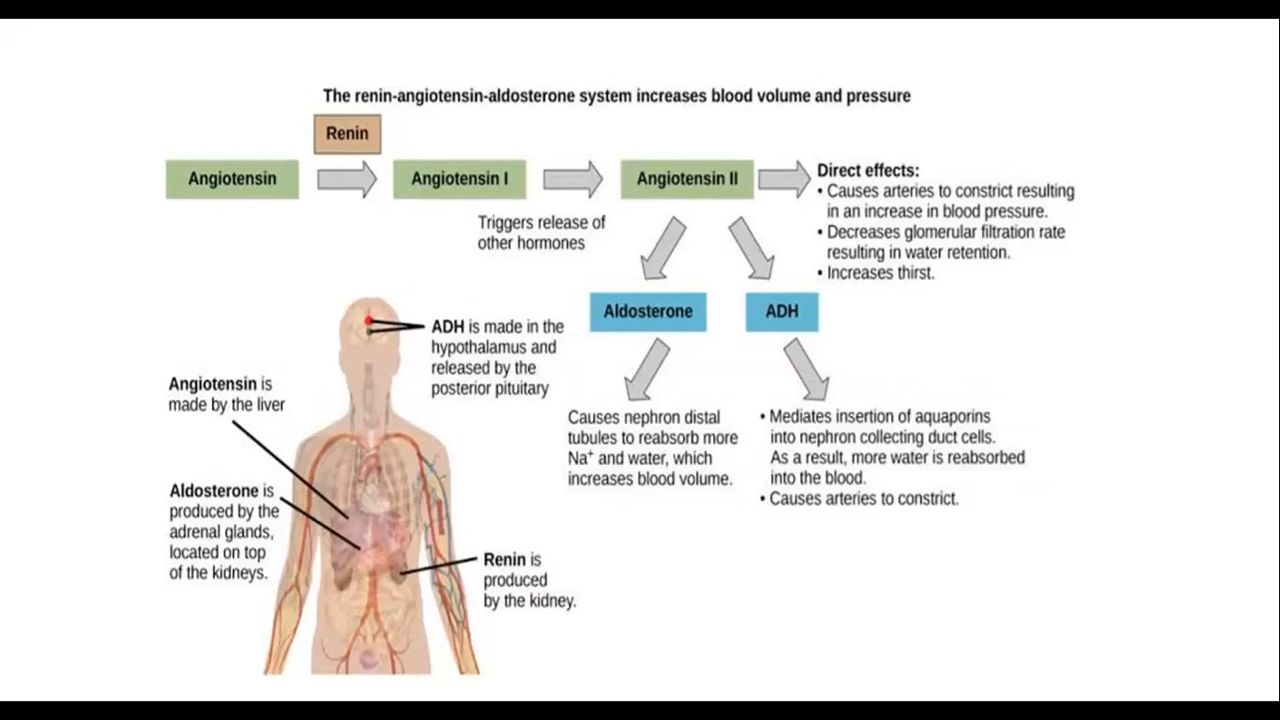 The renin-angiotensin-aldosterone system increases blood volume and pressure
Renin
Angiotensin
Angiotensin I
Angiotensin II
Direct effects:
• Causes arteries to constrict resulting
in an increase in blood pressure.
• Decreases glomerular filtration rate
resulting in water retention.
• Increases thirst.
Triggers release of
other hormones
Aldosterone
ADH
ADH is made in the
hypothalamus and
released by the
posterior pituitary
Angiotensin is
made by the liver
Causes nephron distal
tubules to reabsorb more
Na⁺ and water, which
increases blood volume.
• Mediates insertion of aquaporins
into nephron collecting duct cells.
As a result, more water is reabsorbed
into the blood.
• Causes arteries to constrict.
Aldosterone is
produced by the
adrenal glands,
located on top
of the kidneys.
Renin is
produced
by the kidney.